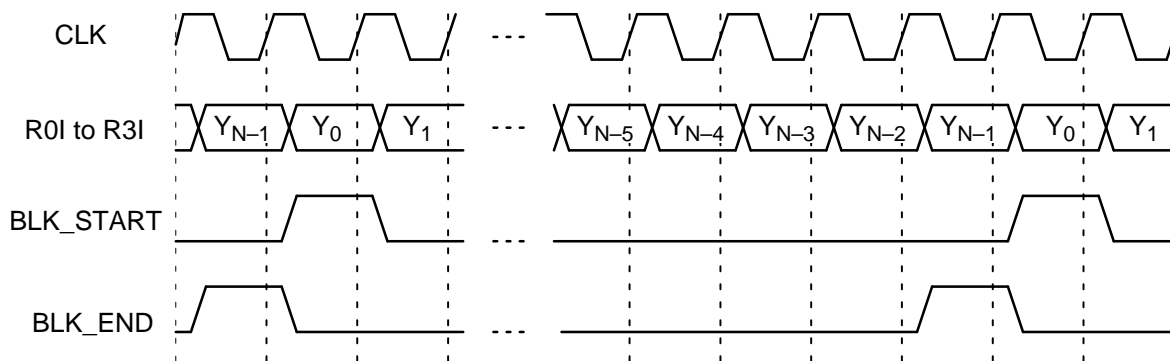 CLK
R0I to R3I
Y_{N–1} Y_0 Y_1 Y_{N–5} Y_{N–4} Y_{N–3} Y_{N–2} Y_{N–1} Y_0 Y_1
BLK_START
BLK_END